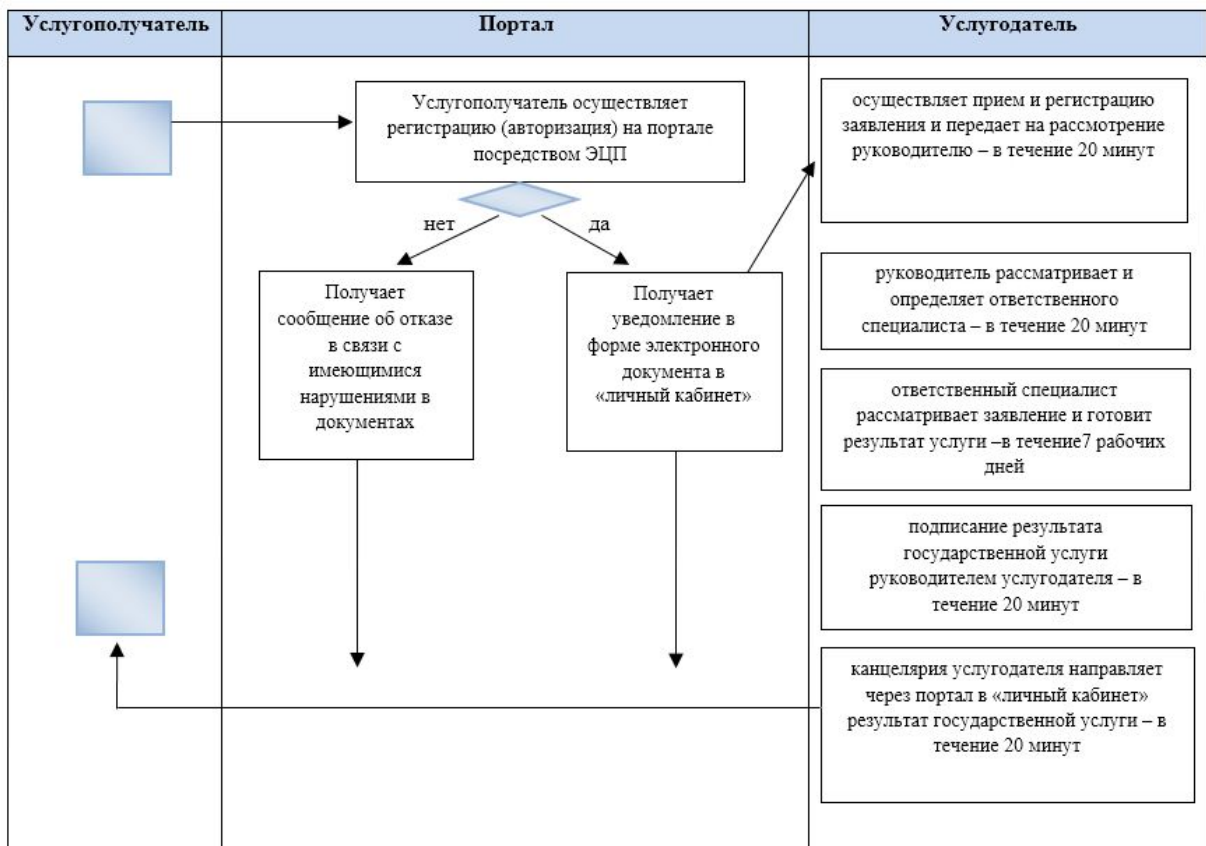 Услугополучатель
Портал
Услугодатель
Услугополучатель осуществляет
регистрацию (авторизация) на портале
посредством ЭЦП
нет
да
Получает
сообщение об отказе
в связи с
имеющимися
нарушениями в
документах
Получает
уведомление в
форме электронного
документа в
«личный кабинет»
осуществляет прием и регистрацию
заявления и передает на рассмотрение
руководителю – в течение 20 минут
руководитель рассматривает и
определяет ответственного
специалиста – в течение 20 минут
ответственный специалист
рассматривает заявление и готовит
результат услуги –в течение7 рабочих
дней
подписание результата
государственной услуги
руководителем услугодателя – в
течение 20 минут
канцелярия услугодателя направляет
через портал в «личный кабинет»
результат государственной услуги – в
течение 20 минут